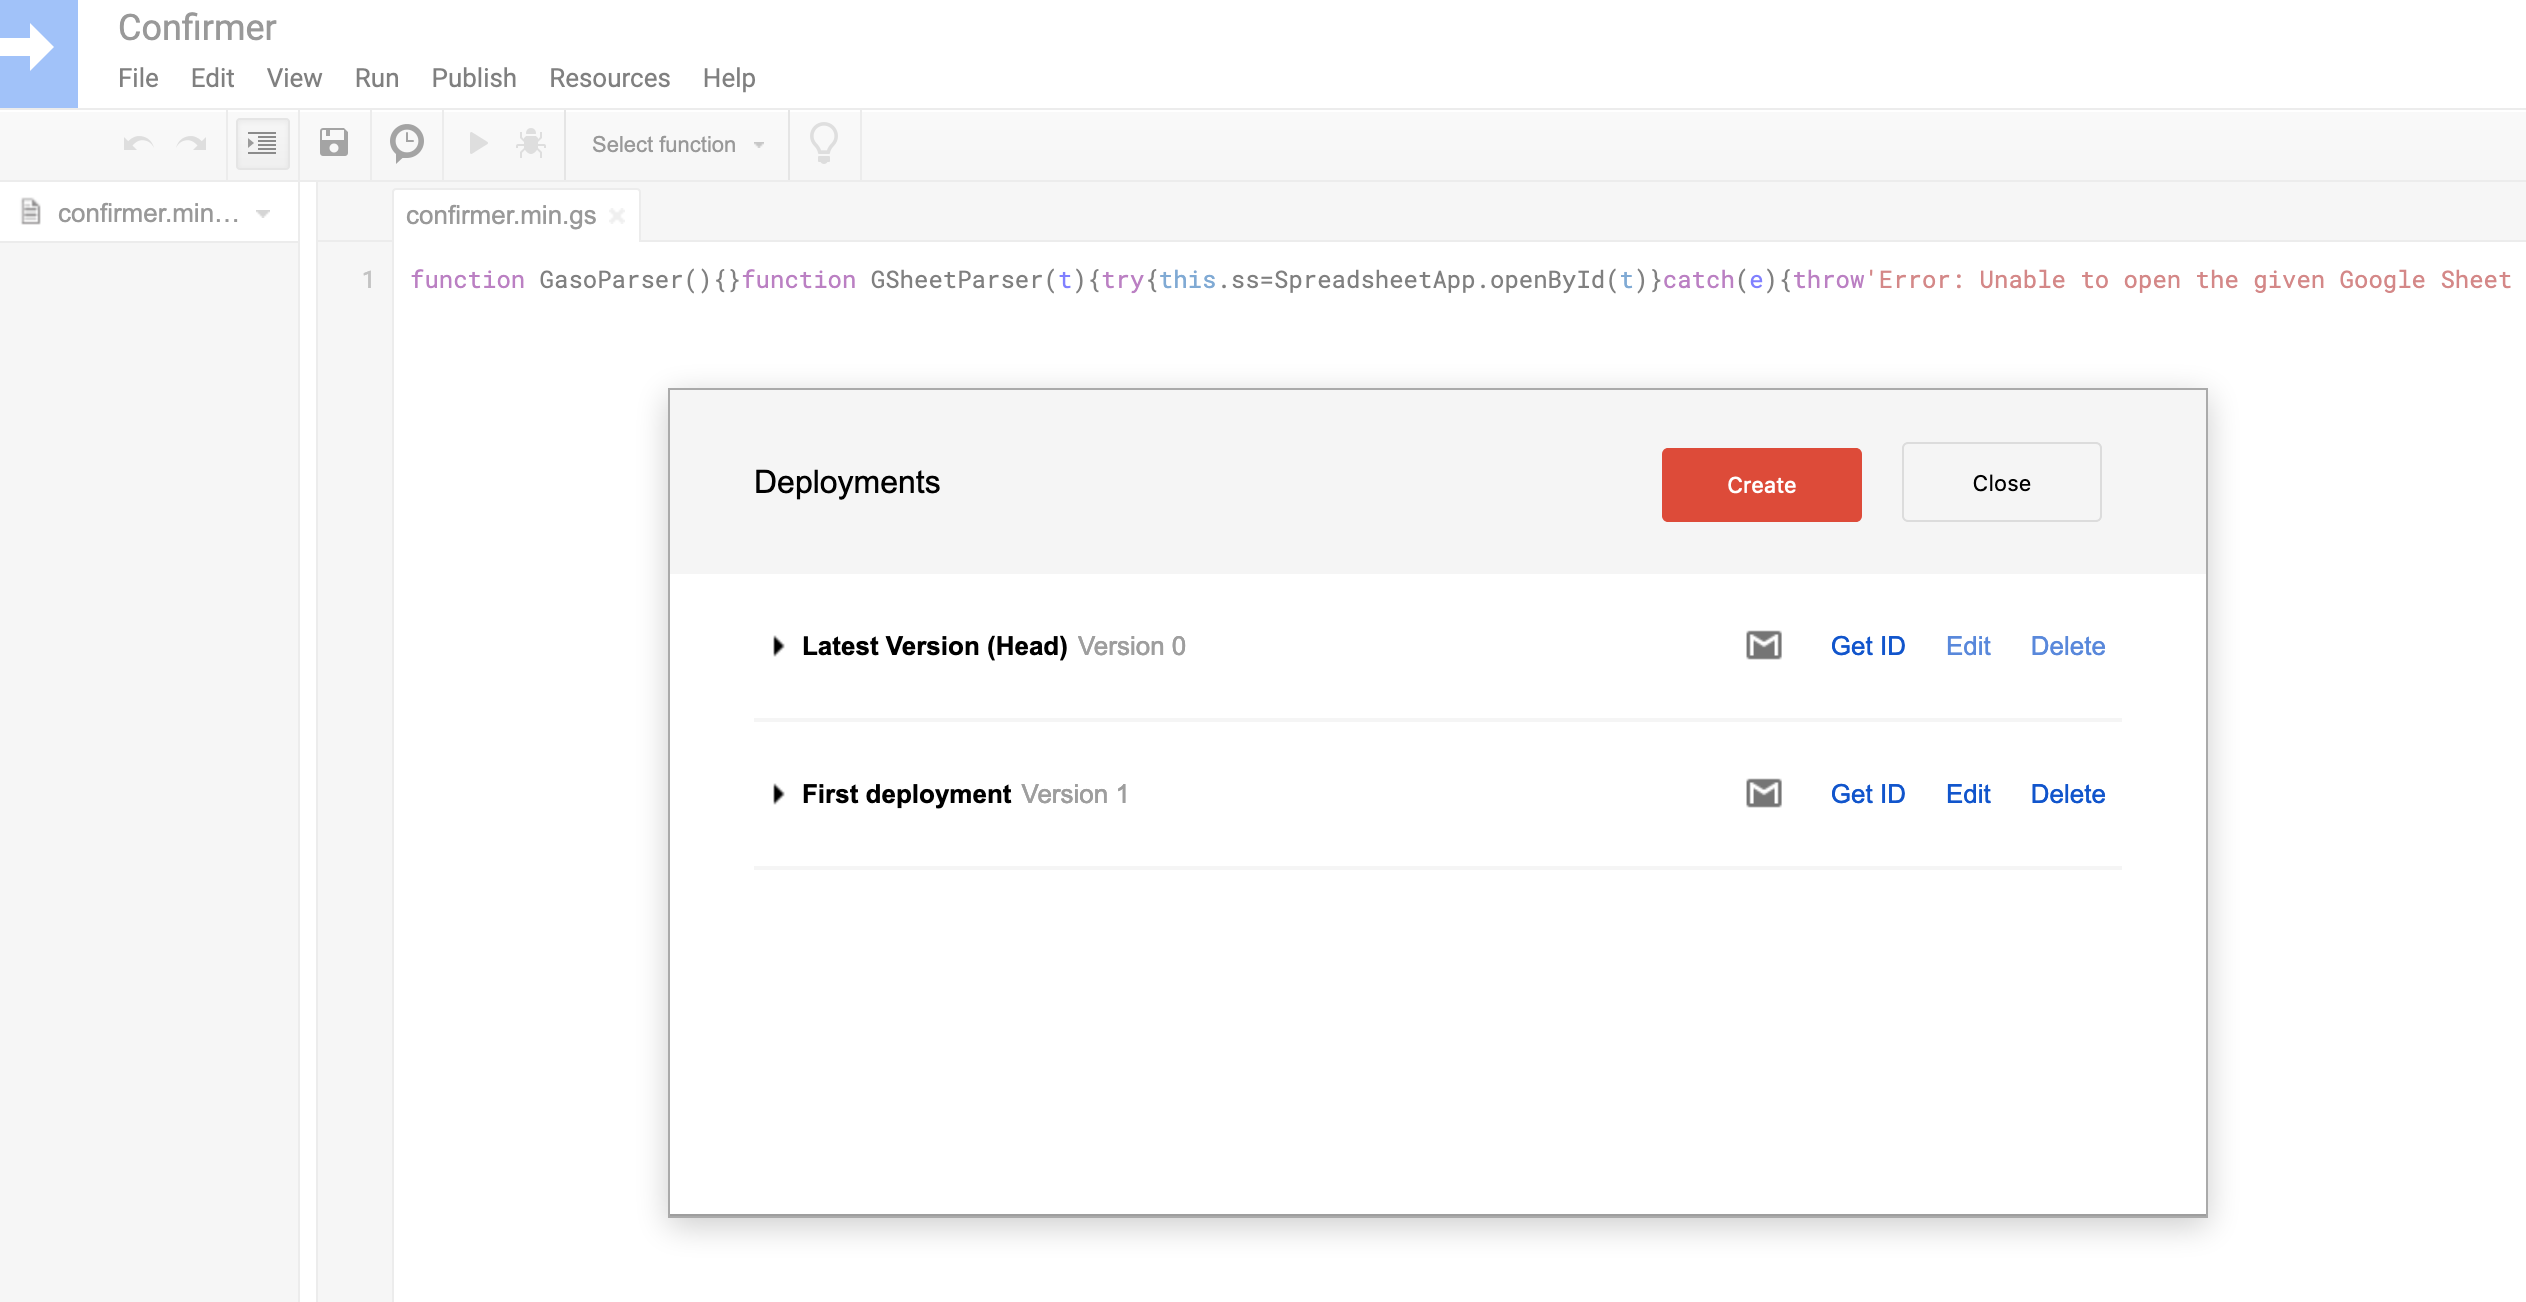 Confirmer
File Edit View Run Publish Resources Help
Select function
confirmer.min...
confirmer.min.gs
1 function GasoParser(){}function GSheetParser(t){try{this.ss=SpreadsheetApp.openById(t)}catch(e){throw'Error: Unable to open the given Google Sheet
Deployments
Create
Close
Latest Version (Head) Version 0
Get ID Edit Delete
First deployment Version 1
Get ID Edit Delete